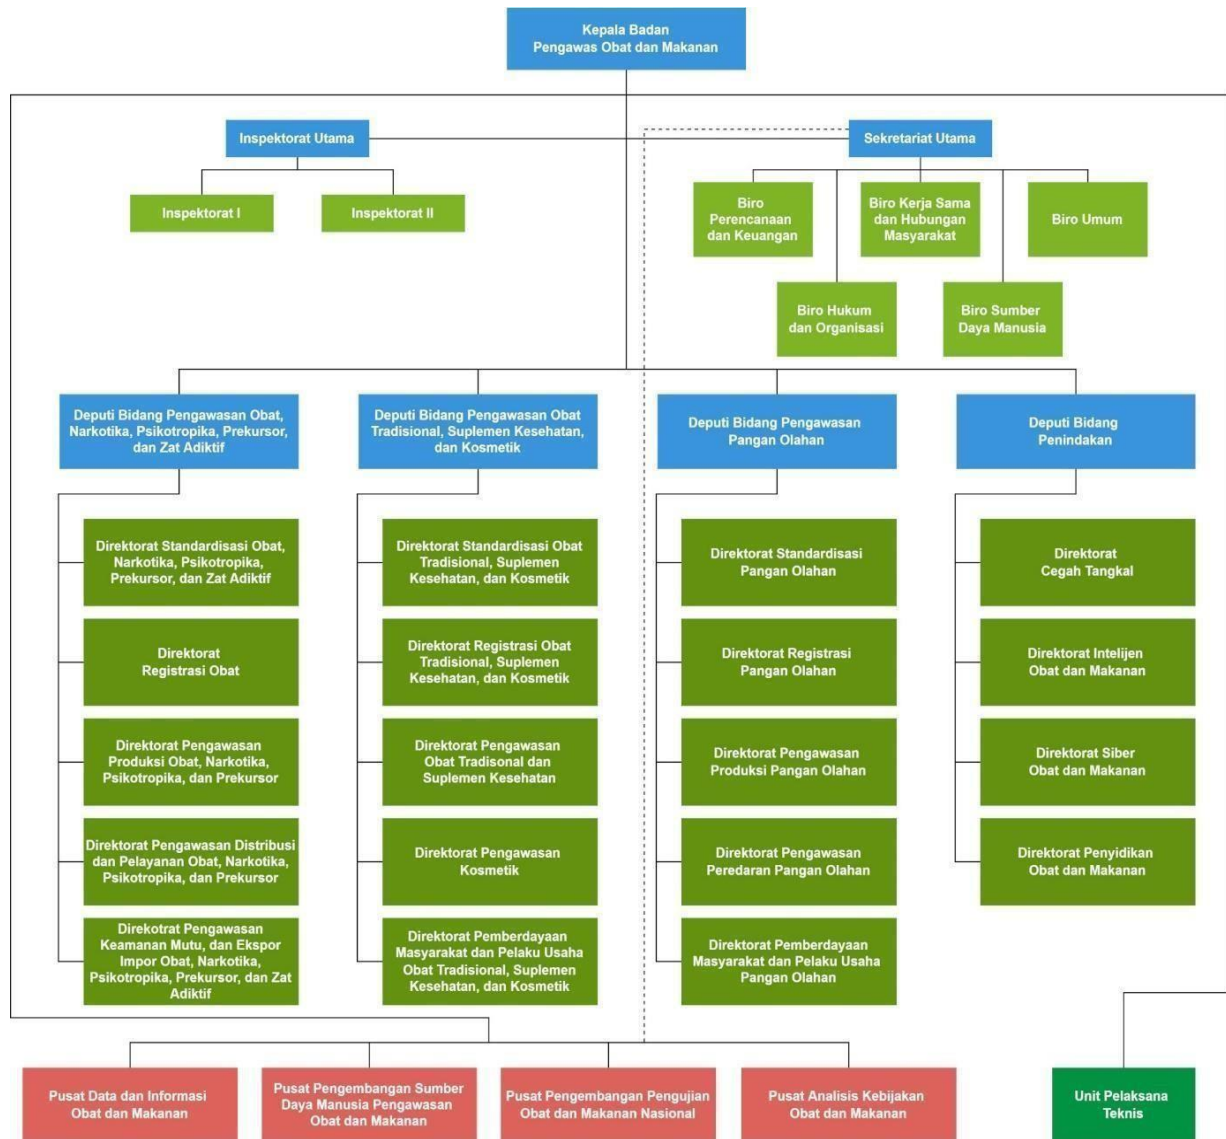 Kepala Badan
Pengawas Obat dan Makanan
Inspektorat Utama
Sekretariat Utama
Inspektorat I
Inspektorat II
Biro
Perencanaan
dan Keuangan
Biro Kerja Sama
dan Hubungan
Masyarakat
Biro Umum
Biro Hukum
dan Organisasi
Biro Sumber
Daya Manusia
Deputi Bidang Pengawasan Obat,
Narkotika, Psikotropika, Prekursor,
dan Zat Adiktif
Deputi Bidang Pengawasan Obat
Tradisional, Suplemen Kesehatan,
dan Kosmetik
Deputi Bidang Pengawasan
Pangan Olahan
Deputi Bidang
Penindakan
Direktorat Standardisasi Obat,
Narkotika, Psikotropika,
Prekursor, dan Zat Adiktif
Direktorat Standardisasi Obat
Tradisional, Suplemen
Kesehatan, dan Kosmetik
Direktorat Standardisasi
Pangan Olahan
Direktorat
Cegah Tangkal
Direktorat
Registrasi Obat
Direktorat Registrasi Obat
Tradisional, Suplemen
Kesehatan, dan Kosmetik
Direktorat Registrasi
Pangan Olahan
Direktorat Intelijen
Obat dan Makanan
Direktorat Pengawasan
Produksi Obat, Narkotika,
Psikotropika, dan Prekursor
Direktorat Pengawasan
Obat Tradisonal dan
Suplemen Kesehatan
Direktorat Pengawasan
Produksi Pangan Olahan
Direktorat Siber
Obat dan Makanan
Direktorat Pengawasan Distribusi
dan Pelayanan Obat, Narkotika,
Psikotropika, dan Prekursor
Direktorat Pengawasan
Kosmetik
Direktorat Pengawasan
Peredaran Pangan Olahan
Direktorat Penyidikan
Obat dan Makanan
Direkotrat Pengawasan
Keamanan Mutu, dan Ekspor
Impor Obat, Narkotika,
Psikotropika, Prekursor, dan Zat
Adiktif
Direktorat Pemberdayaan
Masyarakat dan Pelaku Usaha
Obat Tradisional, Suplemen
Kesehatan, dan Kosmetik
Direktorat Pemberdayaan
Masyarakat dan Pelaku Usaha
Pangan Olahan
Pusat Data dan Informasi
Obat dan Makanan
Pusat Pengembangan Sumber
Daya Manusia Pengawasan
Obat dan Makanan
Pusat Pengembangan Pengujian
Obat dan Makanan Nasional
Pusat Analisis Kebijakan
Obat dan Makanan
Unit Pelaksana
Teknis